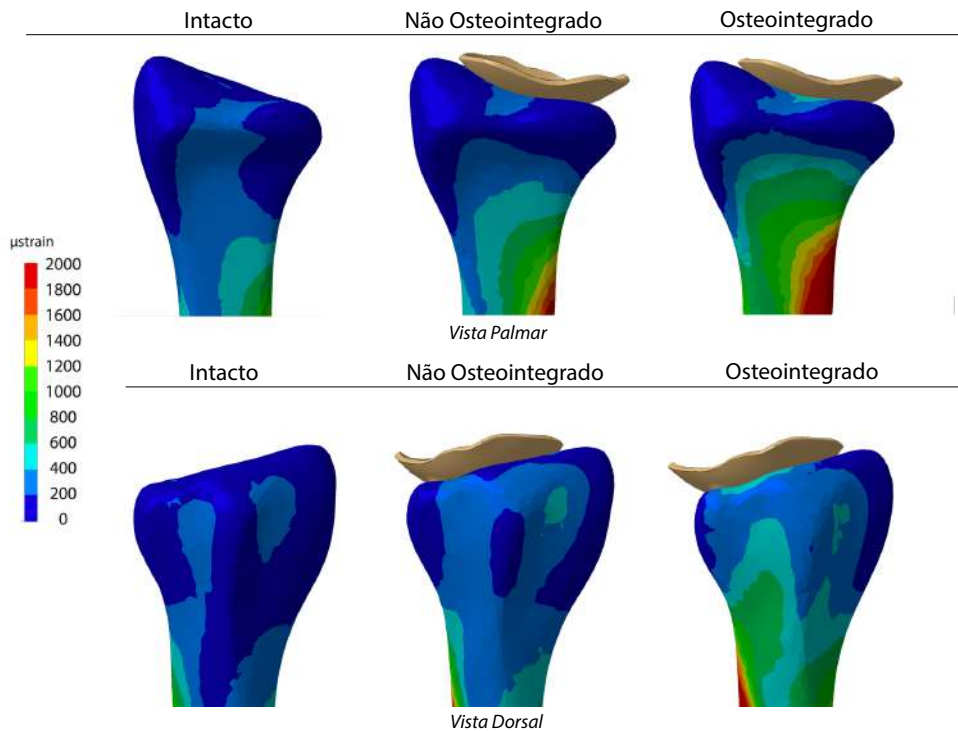 Intacto Não Osteointegrado Osteointegrado
µstrain
2000
1800
1600
1400
1200
1000
800
600
400
200
0
Vista Palmar
Intacto Não Osteointegrado Osteointegrado
Vista Dorsal